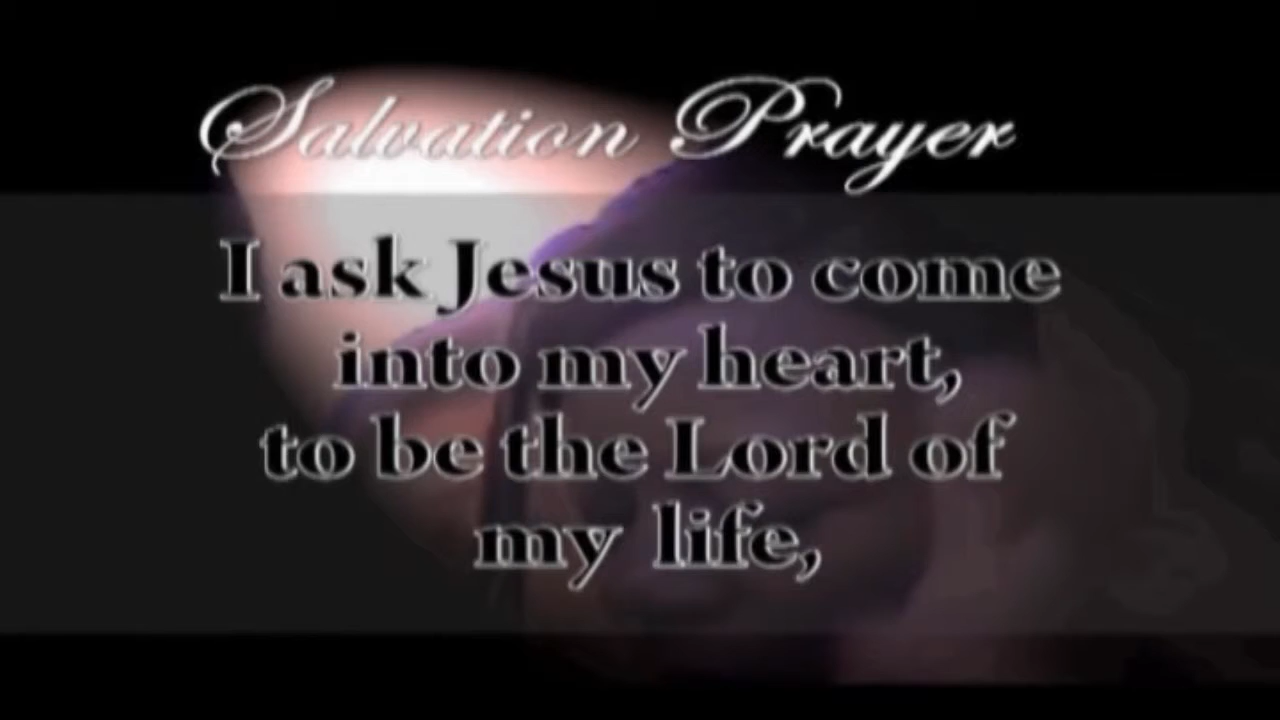 Salvation Prayer
I ask Jesus to come
into my heart,
to be the Lord of
my life,